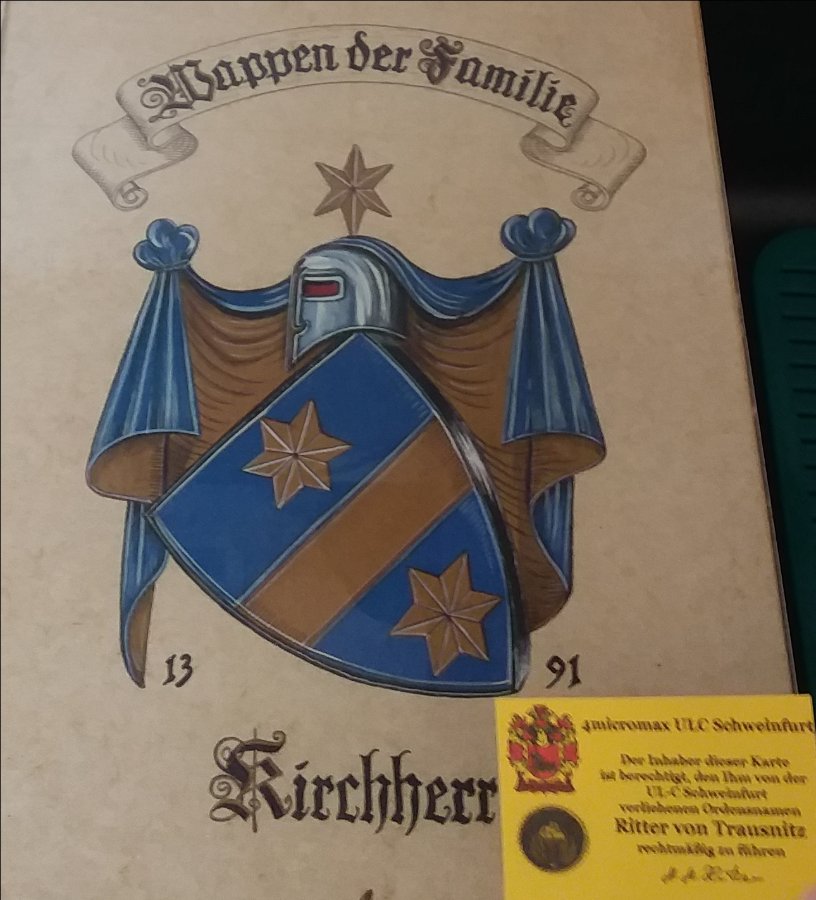 Wappen der Familie
13 91
Kirchherr
4micromax ULC Schweinfurt
Der Inhaber dieser Karte
ist berechtigt, den Ihm von der
UL-C Schweinfurt
verliehenen Ordensnamen
Ritter von Trausnitz
rechtmäßig zu führen